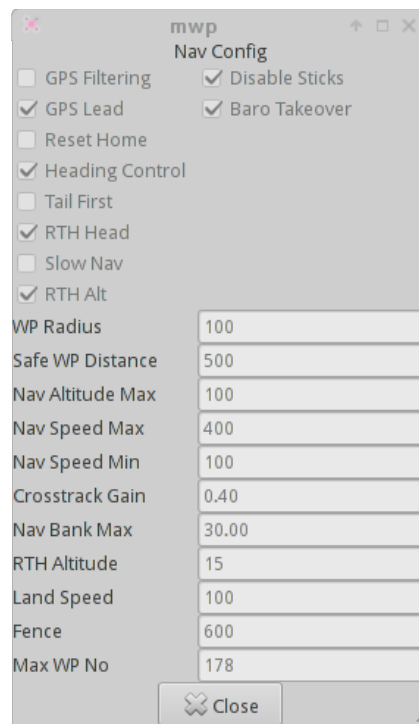 mwp
Nav Config
GPS Filtering Disable Sticks
GPS Lead Baro Takeover
Reset Home
Heading Control
Tail First
RTH Head
Slow Nav
RTH Alt
WP Radius 100
Safe WP Distance 500
Nav Altitude Max 100
Nav Speed Max 400
Nav Speed Min 100
Crosstrack Gain 0.40
Nav Bank Max 30.00
RTH Altitude 15
Land Speed 100
Fence 600
Max WP No 178
Close